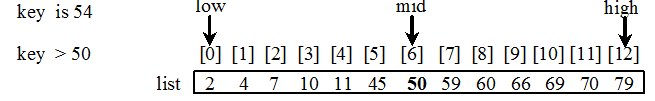 key is 54
low mid high
key > 50
[0] [1] [2] [3] [4] [5] [6] [7] [8] [9] [10] [11] [12]
list 2 4 7 10 11 45 50 59 60 66 69 70 79